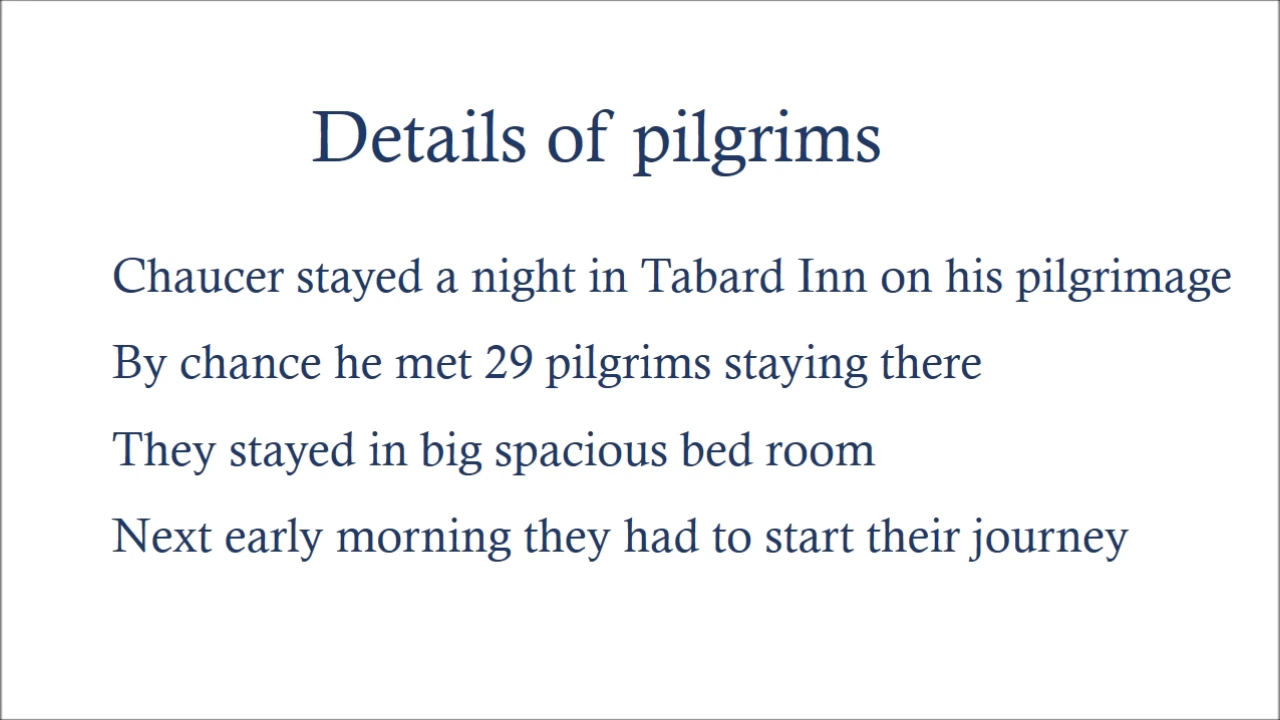 Details of pilgrims
Chaucer stayed a night in Tabard Inn on his pilgrimage
By chance he met 29 pilgrims staying there
They stayed in big spacious bed room
Next early morning they had to start their journey